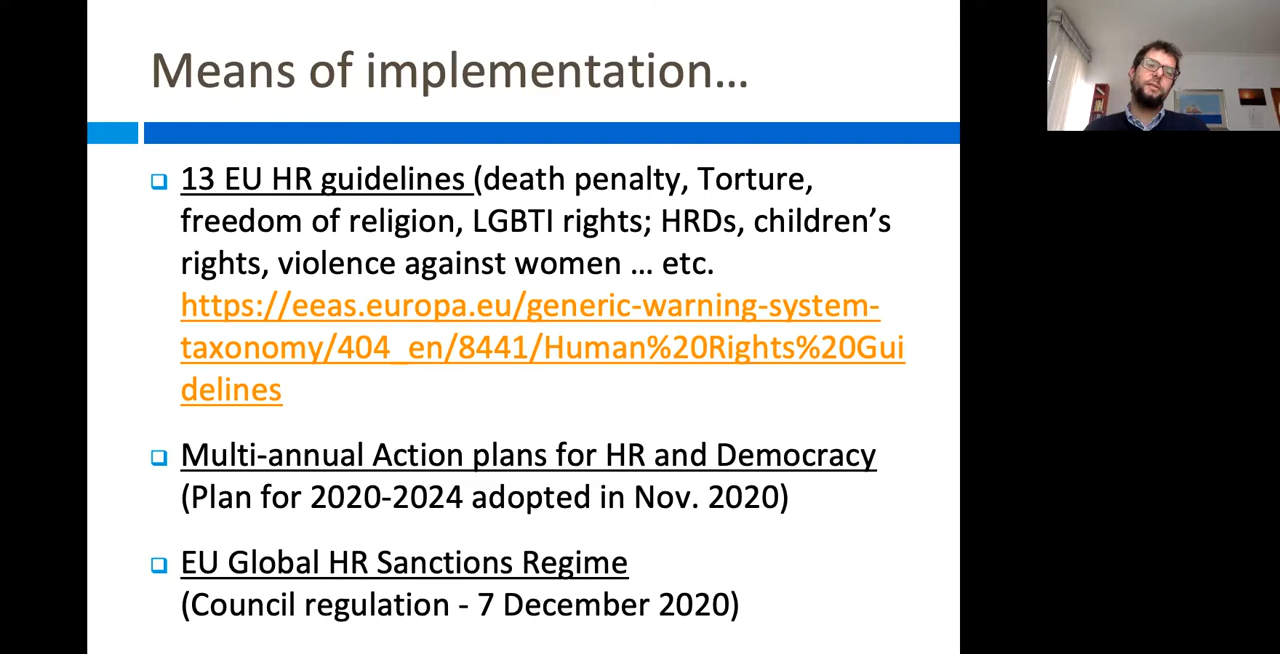 Means of implementation…
13 EU HR guidelines (death penalty, Torture,
freedom of religion, LGBTI rights; HRDs, children’s
rights, violence against women … etc.
https://eeas.europa.eu/generic-warning-system-
taxonomy/404_en/8441/Human%20Rights%20Gui
delines
Multi-annual Action plans for HR and Democracy
(Plan for 2020-2024 adopted in Nov. 2020)
EU Global HR Sanctions Regime
(Council regulation - 7 December 2020)